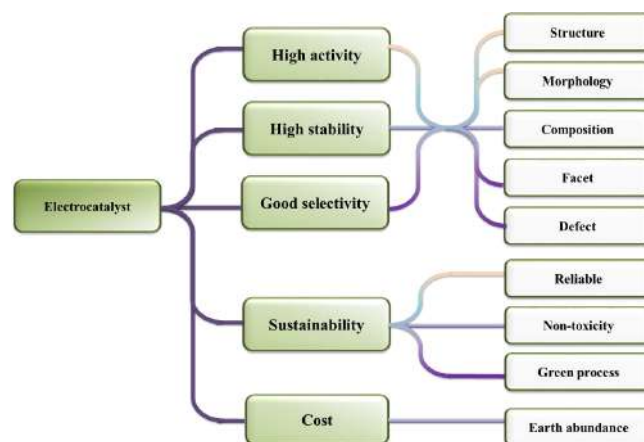 Electrocatalyst
High activity
High stability
Good selectivity
Sustainability
Cost
Structure
Morphology
Composition
Facet
Defect
Reliable
Non-toxicity
Green process
Earth abundance